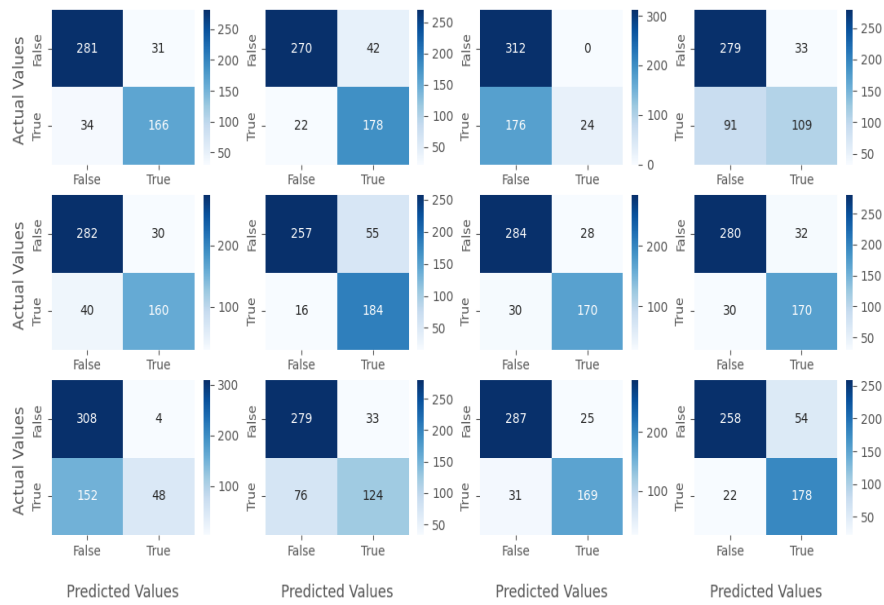 Actual Values
False
281 31
True
34 166
False True
250
200
150
100
50
False
270 42
True
22 178
False True
250
200
150
100
50
False
312 0
True
176 24
False True
300
200
100
0
False
279 33
True
91 109
False True
250
200
150
100
50
Actual Values
False
282 30
True
40 160
False True
200
100
False
257 55
True
16 184
False True
250
200
150
100
50
False
284 28
True
30 170
False True
200
100
False
280 32
True
30 170
False True
250
200
150
100
50
Actual Values
False
308 4
True
152 48
False True
300
200
100
False
279 33
True
76 124
False True
250
200
150
100
50
False
287 25
True
31 169
False True
200
100
False
258 54
True
22 178
False True
250
200
150
100
50
Predicted Values Predicted Values Predicted Values Predicted Values